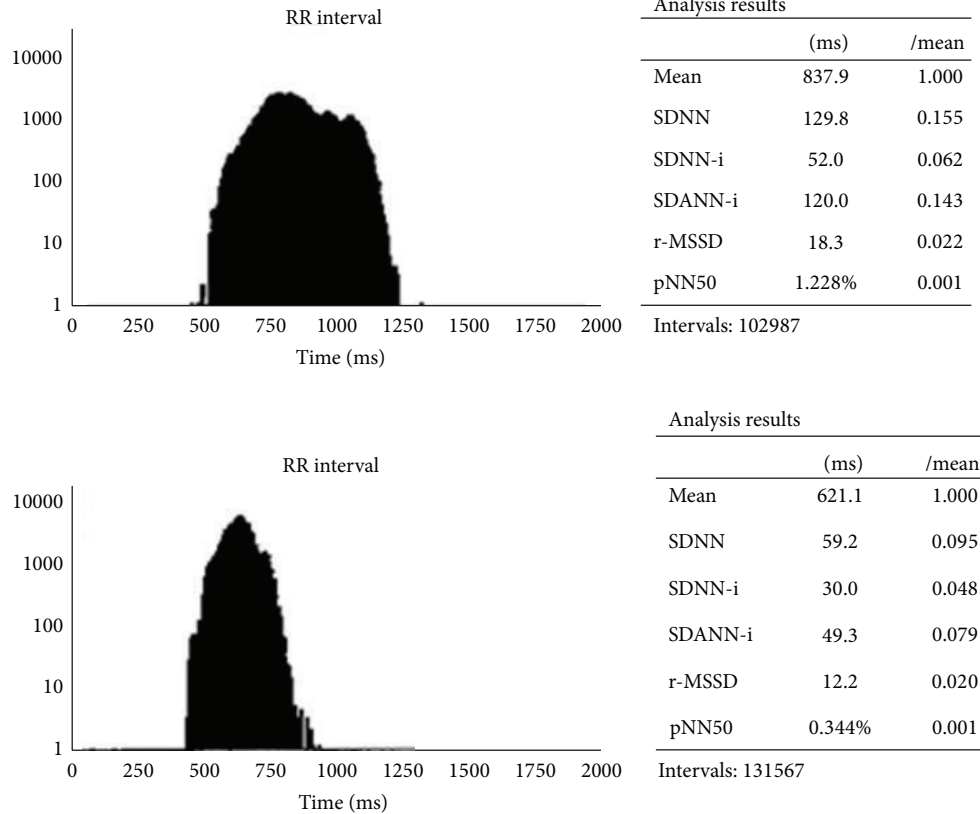 RR interval
10000
1000
100
10
1
0 500 750 1000 1250 1500 1750 2000
Time (ms)
Analysis results
(ms) /mean
Mean 837.9 1.000
SDNN 129.8 0.155
SDNN-i 52.0 0.062
SDANN-i 120.0 0.143
r-MSSD 18.3 0.022
pNN50 1.228% 0.001
Intervals: 102987
RR interval
10000
1000
100
10
1
0 500 750 1000 1250 1500 1750 2000
Time (ms)
Analysis results
(ms) /mean
Mean 621.1 1.000
SDNN 59.2 0.095
SDNN-i 30.0 0.048
SDANN-i 49.3 0.079
r-MSSD 12.2 0.020
pNN50 0.344% 0.001
Intervals: 131567